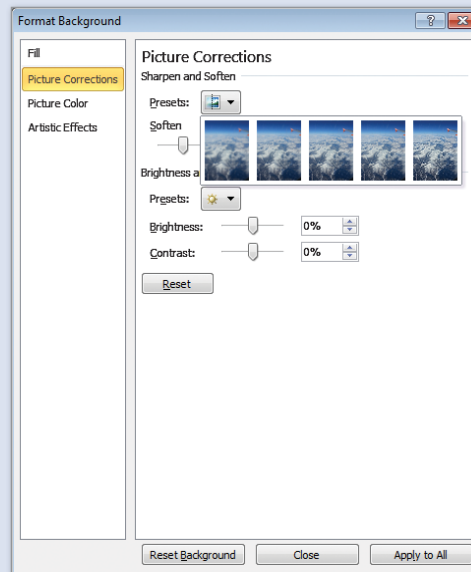 Format Background
Fill
Picture Corrections
Picture Color
Artistic Effects
Picture Corrections
Sharpen and Soften
Presets:
Soften
Brightness a
Presets:
Brightness: 0%
Contrast: 0%
Reset
Reset Background Close Apply to All